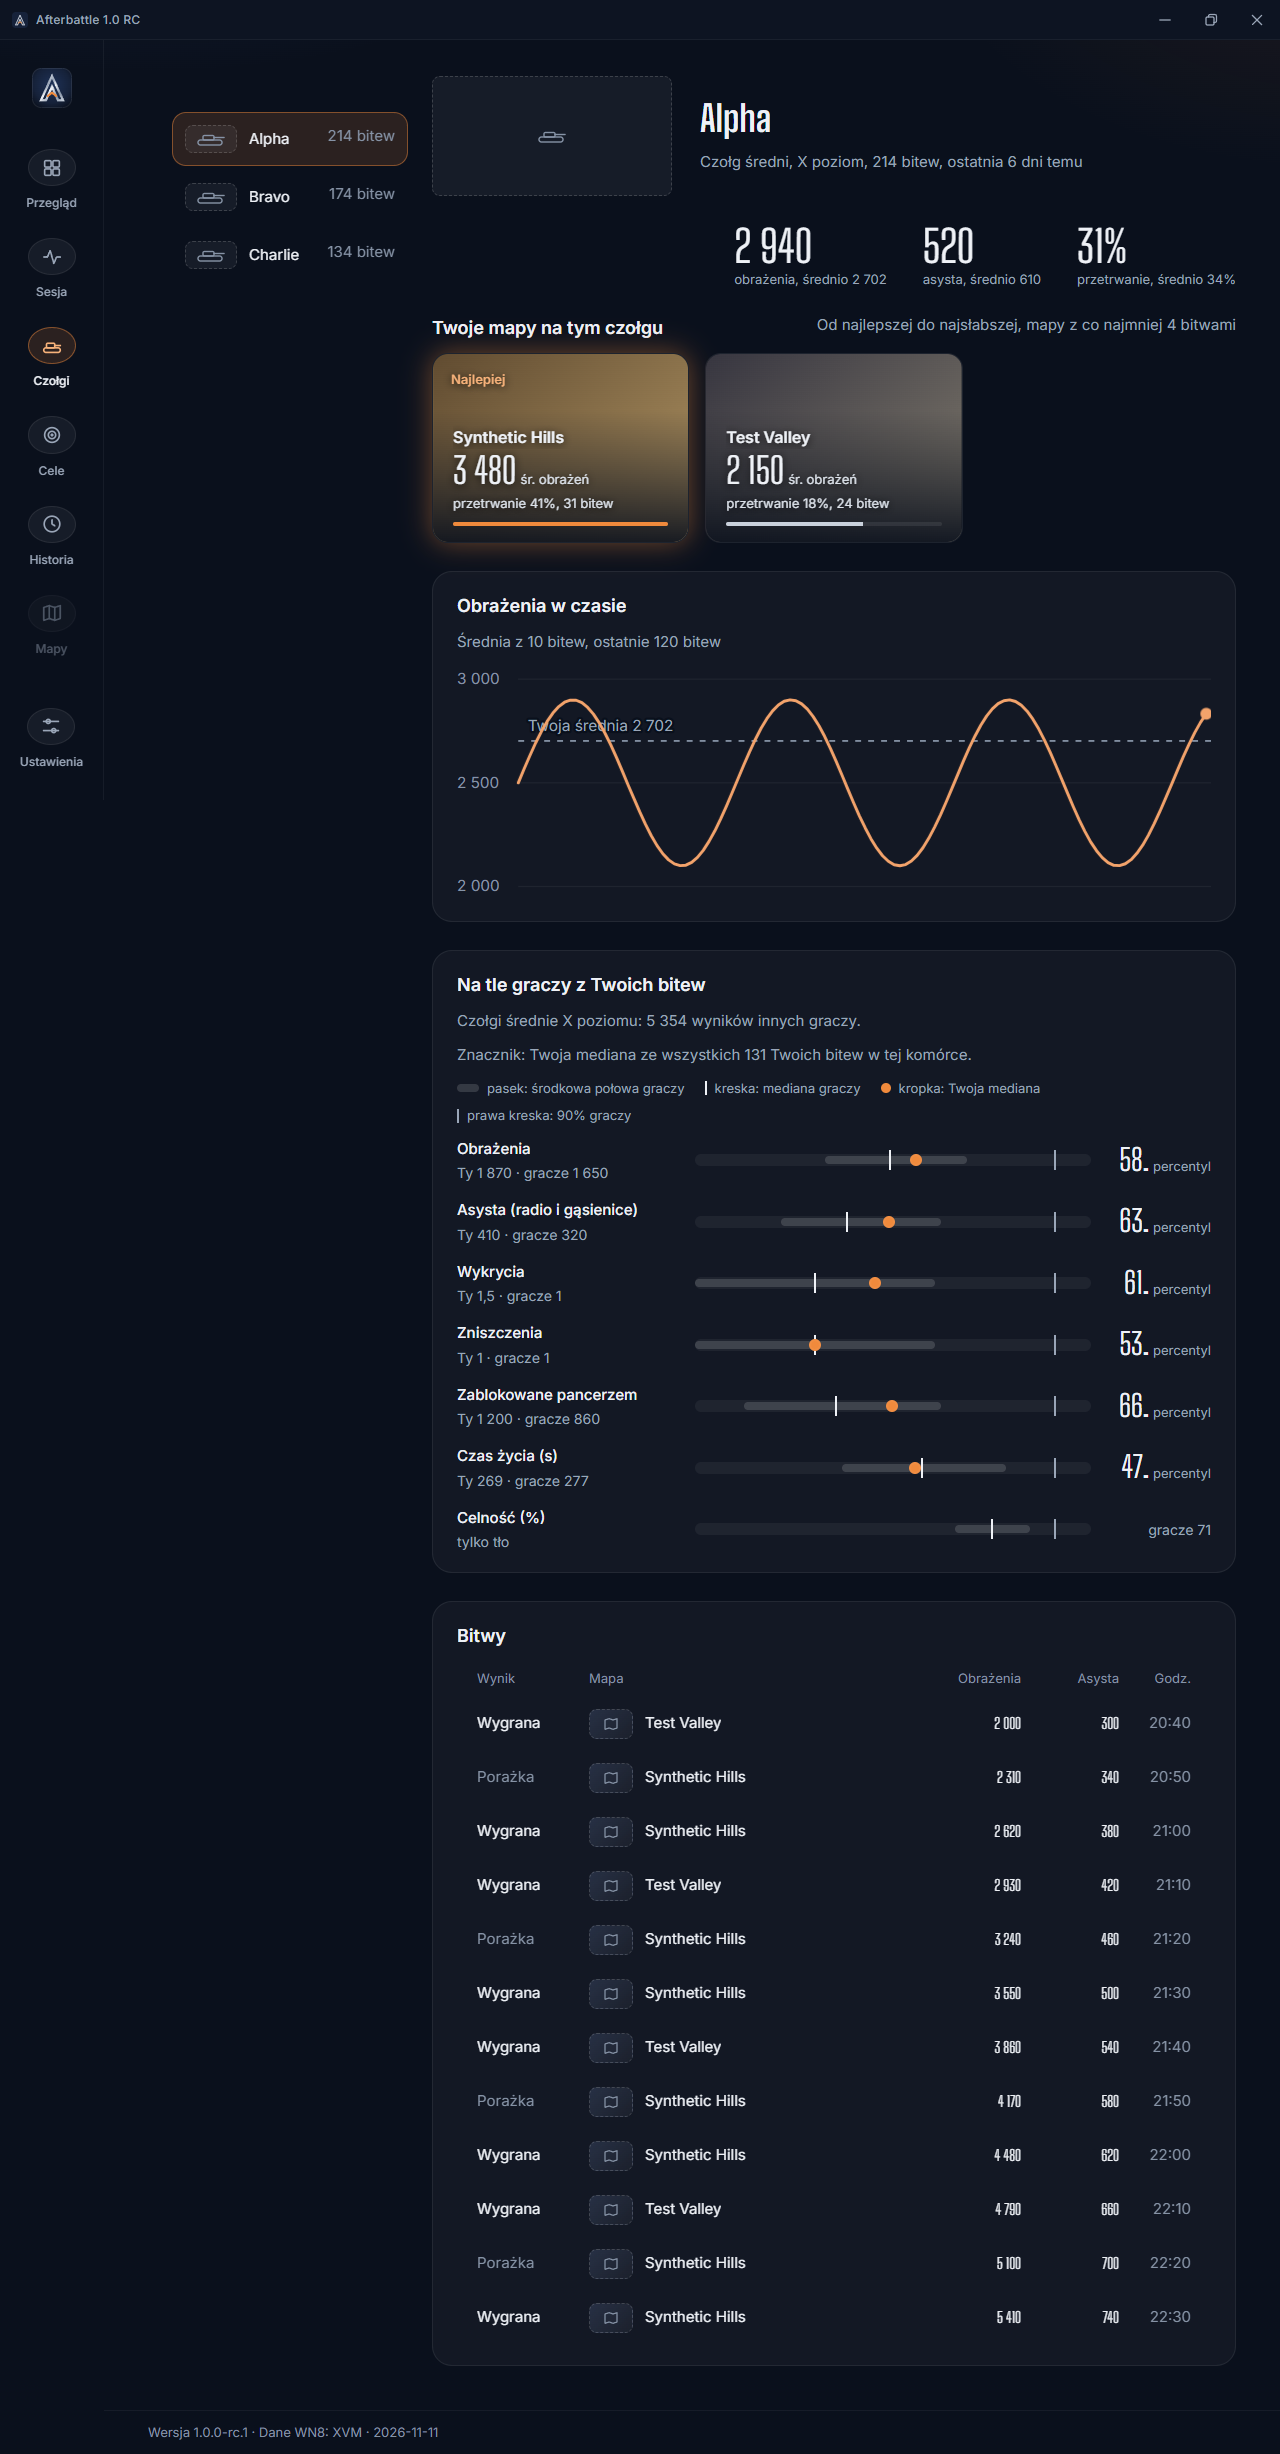 Afterbattle 1.0 RC
Przegląd
Sesja
Czołgi
Cele
Historia
Mapy
Ustawienia
Alpha 214 bitew
Bravo 174 bitew
Charlie 134 bitew
Alpha
Czołg średni, X poziom, 214 bitew, ostatnia 6 dni temu
2 940 520 31%
obrażenia, średnio 2 702 asysta, średnio 610 przetrwanie, średnio 34%
Twoje mapy na tym czołgu Od najlepszej do najsłabszej, mapy z co najmniej 4 bitwami
Najlepiej
Synthetic Hills
3 480 śr. obrażeń
przetrwanie 41%, 31 bitew
Test Valley
2 150 śr. obrażeń
przetrwanie 18%, 24 bitew
Obrażenia w czasie
Średnia z 10 bitew, ostatnie 120 bitew
3 000
Twoja średnia 2 702
2 500
2 000
Na tle graczy z Twoich bitew
Czołgi średnie X poziomu: 5 354 wyników innych graczy.
Znacznik: Twoja mediana ze wszystkich 131 Twoich bitew w tej komórce.
pasek: środkowa połowa graczy kreska: mediana graczy kropka: Twoja mediana
prawa kreska: 90% graczy
Obrażenia
Ty 1 870 · gracze 1 650
58. percentyl
Asysta (radio i gąsienice)
Ty 410 · gracze 320
63. percentyl
Wykrycia
Ty 1,5 · gracze 1
61. percentyl
Zniszczenia
Ty 1 · gracze 1
53. percentyl
Zablokowane pancerzem
Ty 1 200 · gracze 860
66. percentyl
Czas życia (s)
Ty 269 · gracze 277
47. percentyl
Celność (%)
tylko tło
gracze 71
Bitwy
Wynik Mapa Obrażenia Asysta Godz.
Wygrana Test Valley 2 000 300 20:40
Porażka Synthetic Hills 2 310 340 20:50
Wygrana Synthetic Hills 2 620 380 21:00
Wygrana Test Valley 2 930 420 21:10
Porażka Synthetic Hills 3 240 460 21:20
Wygrana Synthetic Hills 3 550 500 21:30
Wygrana Test Valley 3 860 540 21:40
Porażka Synthetic Hills 4 170 580 21:50
Wygrana Synthetic Hills 4 480 620 22:00
Wygrana Test Valley 4 790 660 22:10
Porażka Synthetic Hills 5 100 700 22:20
Wygrana Synthetic Hills 5 410 740 22:30
Wersja 1.0.0-rc.1 · Dane WN8: XVM · 2026-11-11